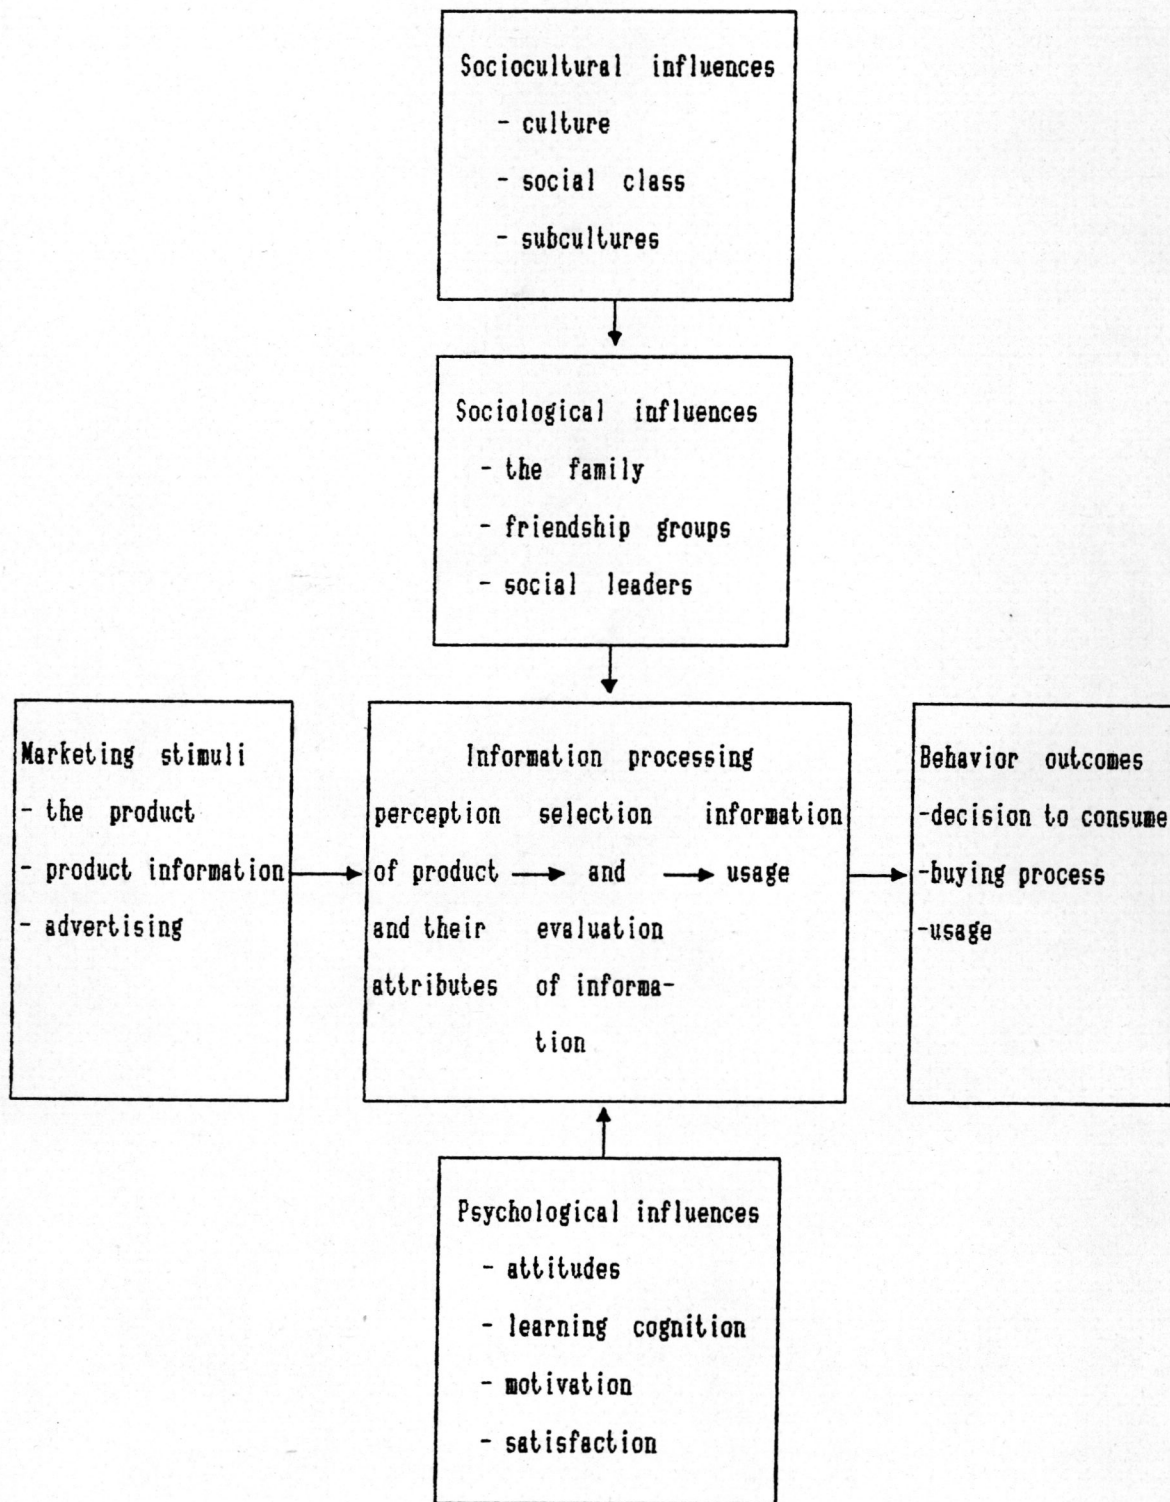 Sociocultural influences
- culture
- social class
- subcultures
Sociological influences
- the family
- friendship groups
- social leaders
Marketing stimuli
- the product
- product information
- advertising
Information processing
perception selection information
of product and usage
and their evaluation
attributes of informa-
tion
Behavior outcomes
-decision to consume
-buying process
-usage
Psychological influences
- attitudes
- learning cognition
- motivation
- satisfaction